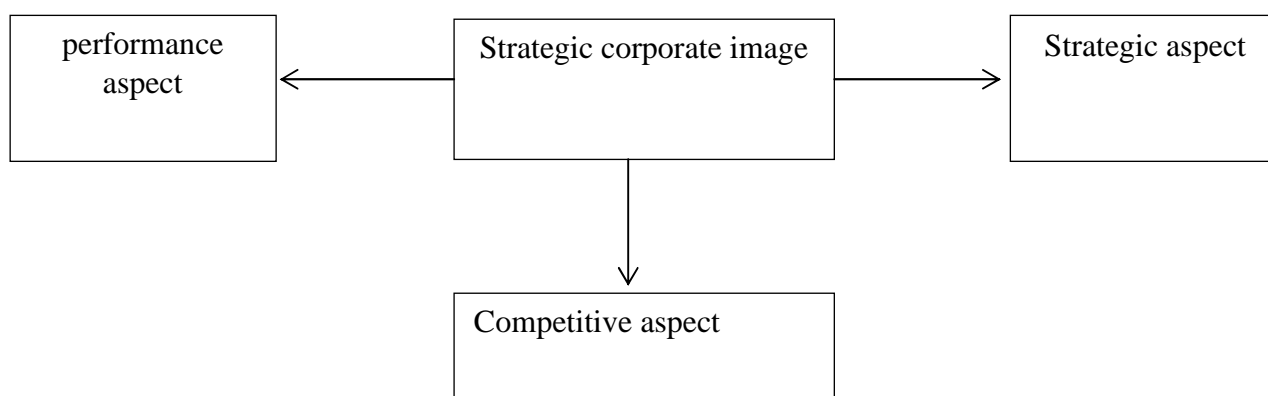 performance
aspect
Strategic corporate image
Strategic aspect
Competitive aspect